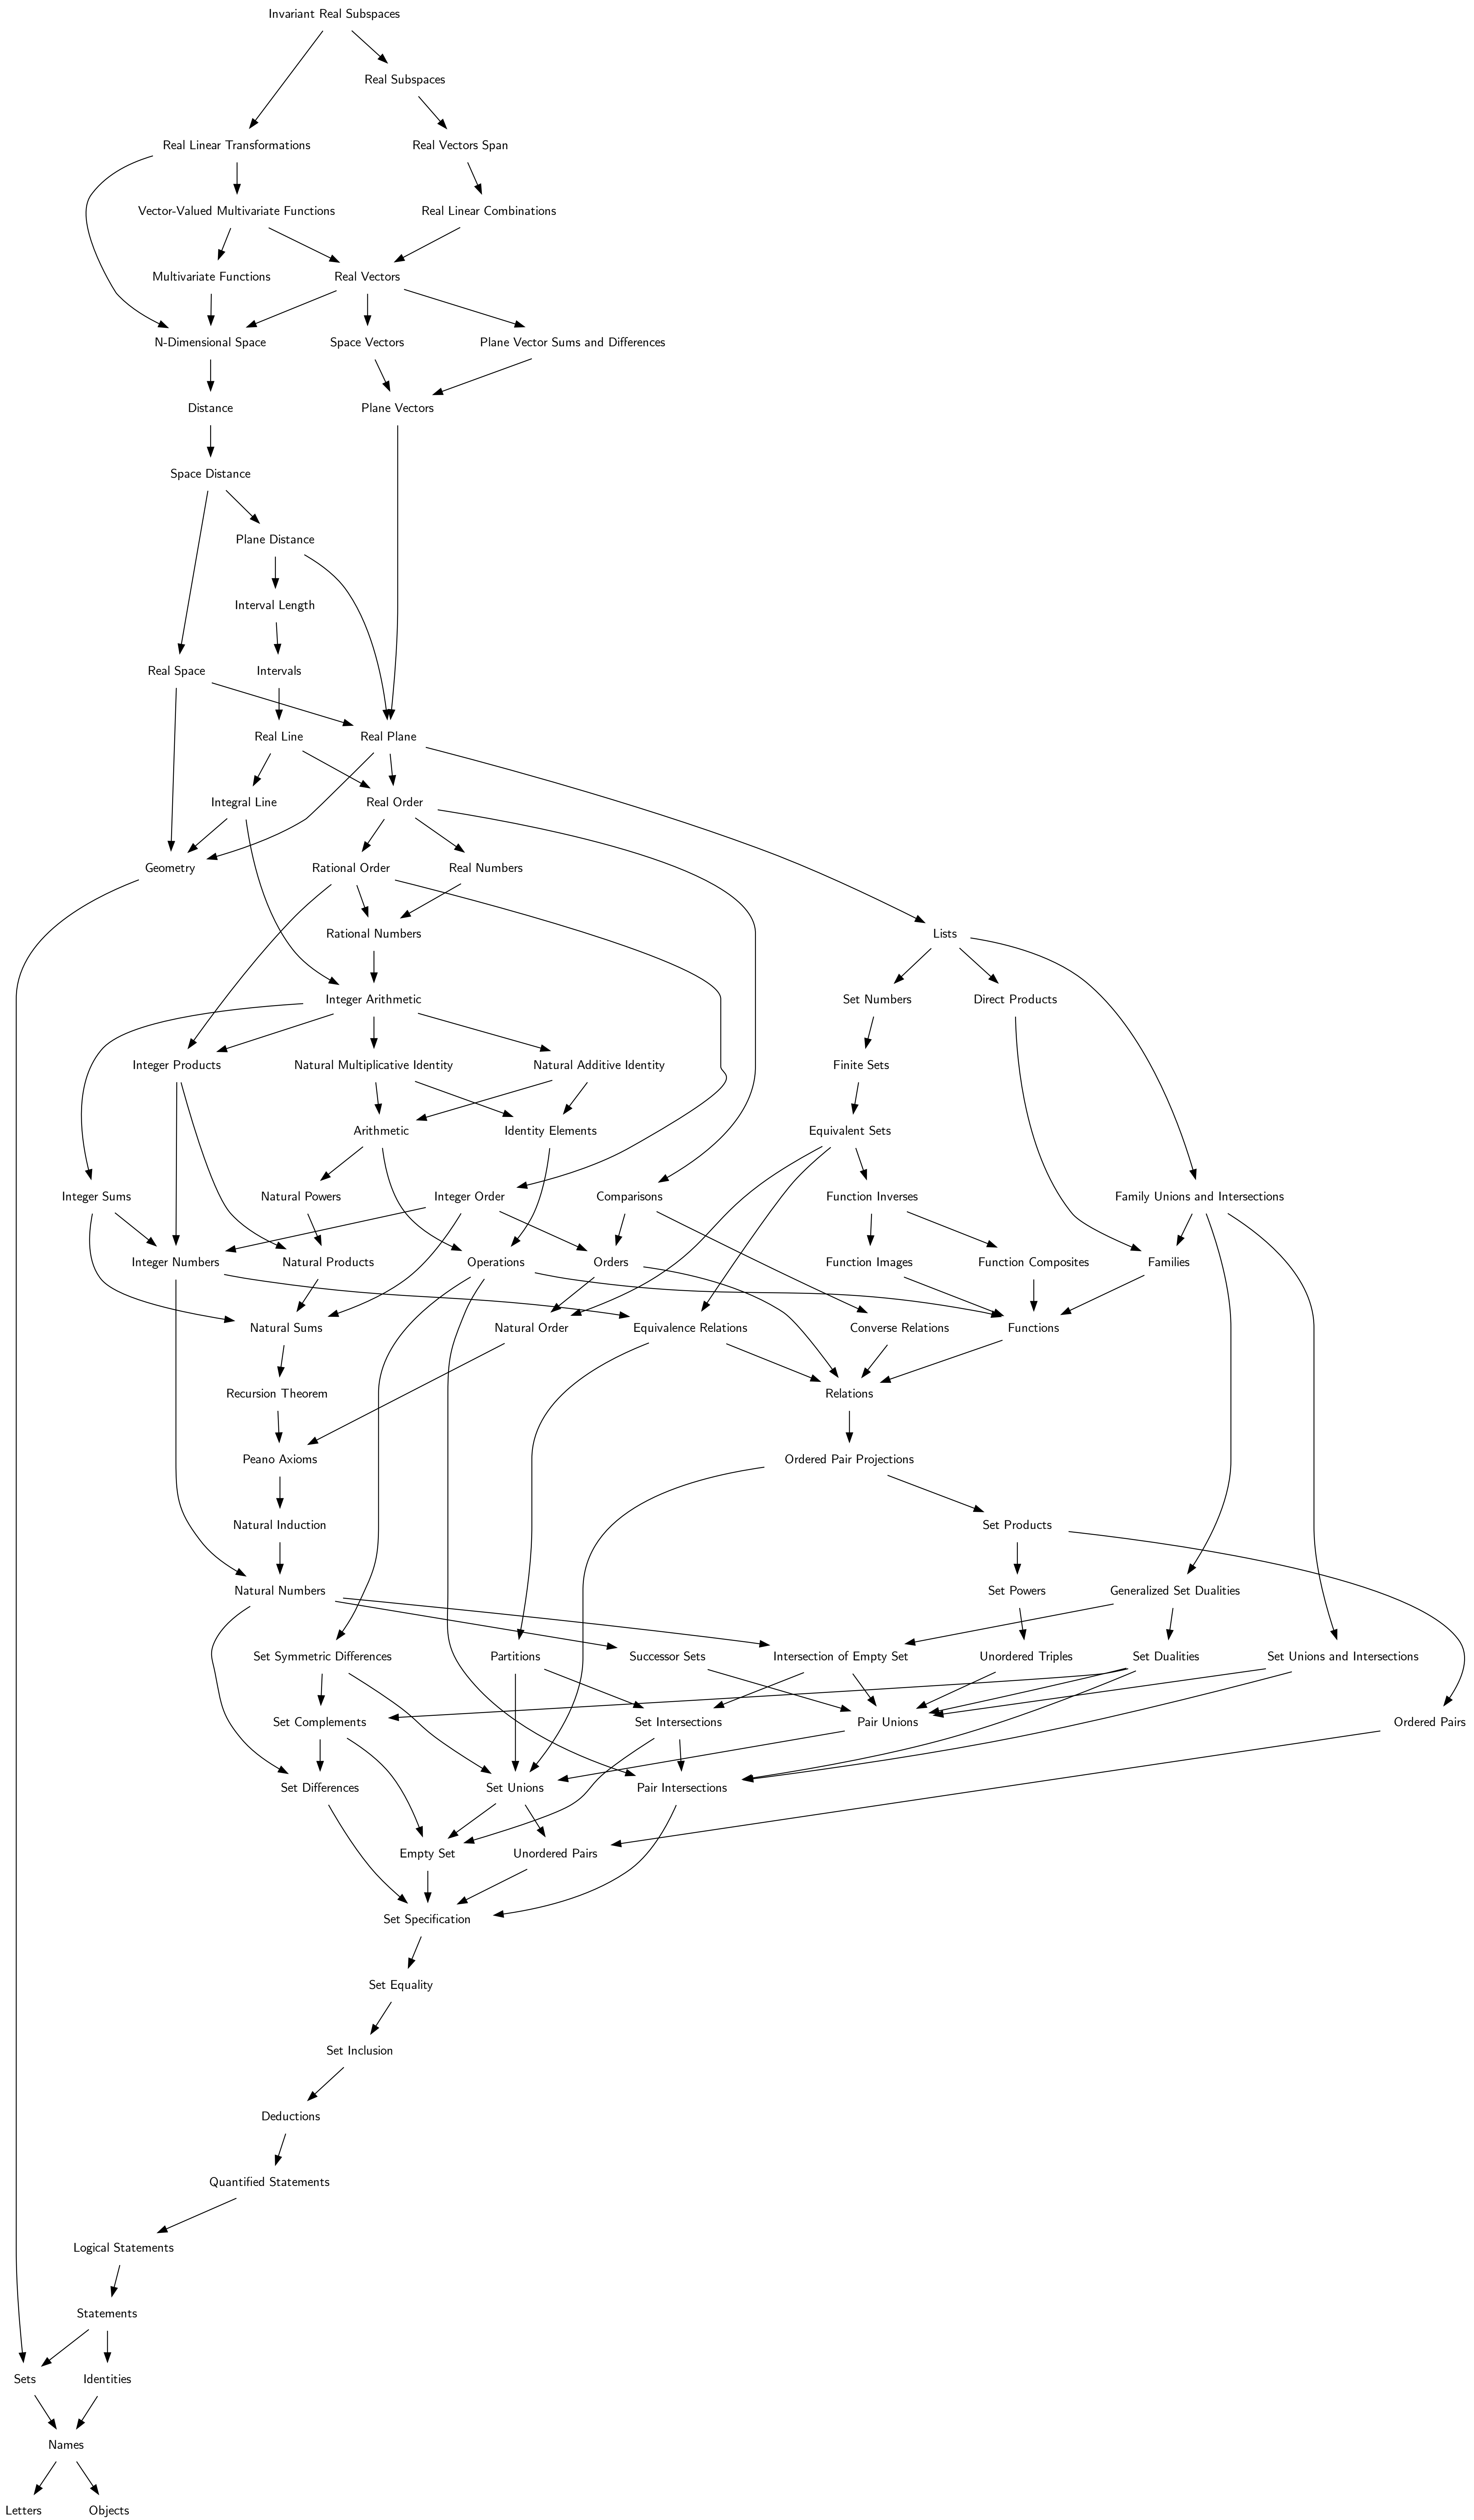 Invariant Real Subspaces
Real Subspaces
Real Linear Transformations
Real Vectors Span
Vector-Valued Multivariate Functions
Real Linear Combinations
Multivariate Functions
Real Vectors
N-Dimensional Space
Space Vectors
Plane Vector Sums and Differences
Distance
Plane Vectors
Space Distance
Plane Distance
Interval Length
Real Space
Intervals
Real Line
Real Plane
Integral Line
Real Order
Geometry
Rational Order
Real Numbers
Rational Numbers
Lists
Integer Arithmetic
Set Numbers
Direct Products
Integer Products
Natural Multiplicative Identity
Natural Additive Identity
Finite Sets
Arithmetic
Identity Elements
Equivalent Sets
Integer Sums
Natural Powers
Integer Order
Comparisons
Function Inverses
Family Unions and Intersections
Integer Numbers
Natural Products
Operations
Orders
Function Images
Function Composites
Families
Natural Sums
Natural Order
Equivalence Relations
Converse Relations
Functions
Recursion Theorem
Relations
Peano Axioms
Ordered Pair Projections
Natural Induction
Set Products
Natural Numbers
Set Powers
Generalized Set Dualities
Set Symmetric Differences
Partitions
Successor Sets
Intersection of Empty Set
Unordered Triples
Set Dualities
Set Unions and Intersections
Set Complements
Set Intersections
Pair Unions
Ordered Pairs
Set Differences
Set Unions
Pair Intersections
Empty Set
Unordered Pairs
Set Specification
Set Equality
Set Inclusion
Deductions
Quantified Statements
Logical Statements
Statements
Sets
Identities
Names
Letters
Objects